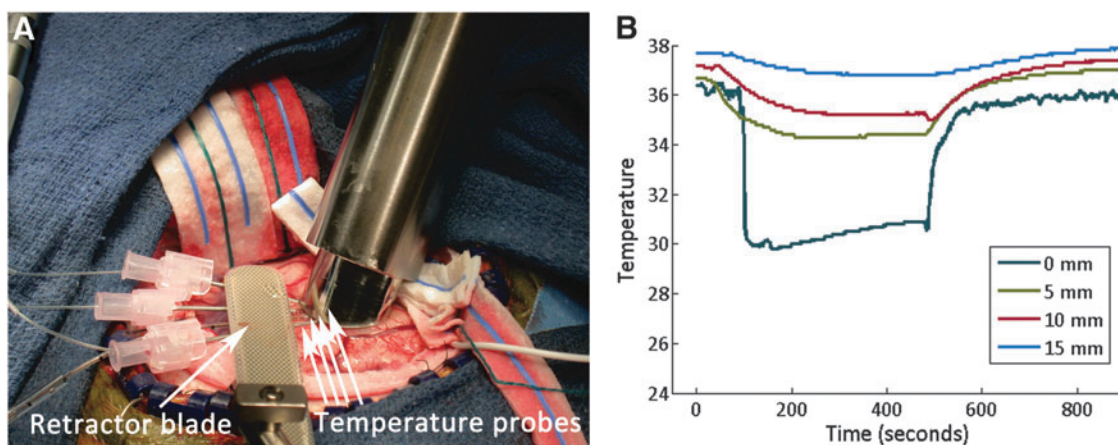 A
Retractor blade
Temperature probes
B
Temperature
38
36
34
32
30
28
26
24
0 mm
5 mm
10 mm
15 mm
0
200
400
600
800
Time (seconds)